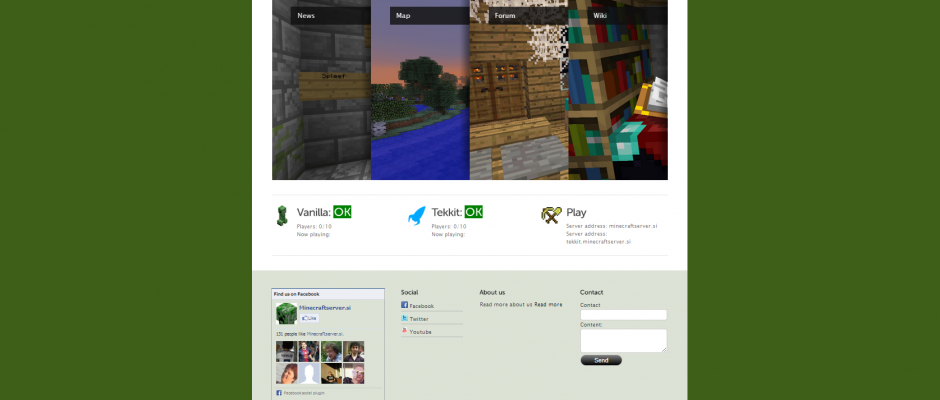 News
Map
Forum
Wiki
Vanilla: OK
Players: 0/10
Now playing:
Tekkit: OK
Players: 0/10
Now playing:
Play
Server address: minecraftserver.si
Server address:
tekkit.minecraftserver.si
Find us on Facebook
Minecraftserver.si
Like
131 people like Minecraftserver.si.
Facebook social plugin
Social
Facebook
Twitter
Youtube
About us
Read more about us Read more
Contact
Contact
Content:
Send